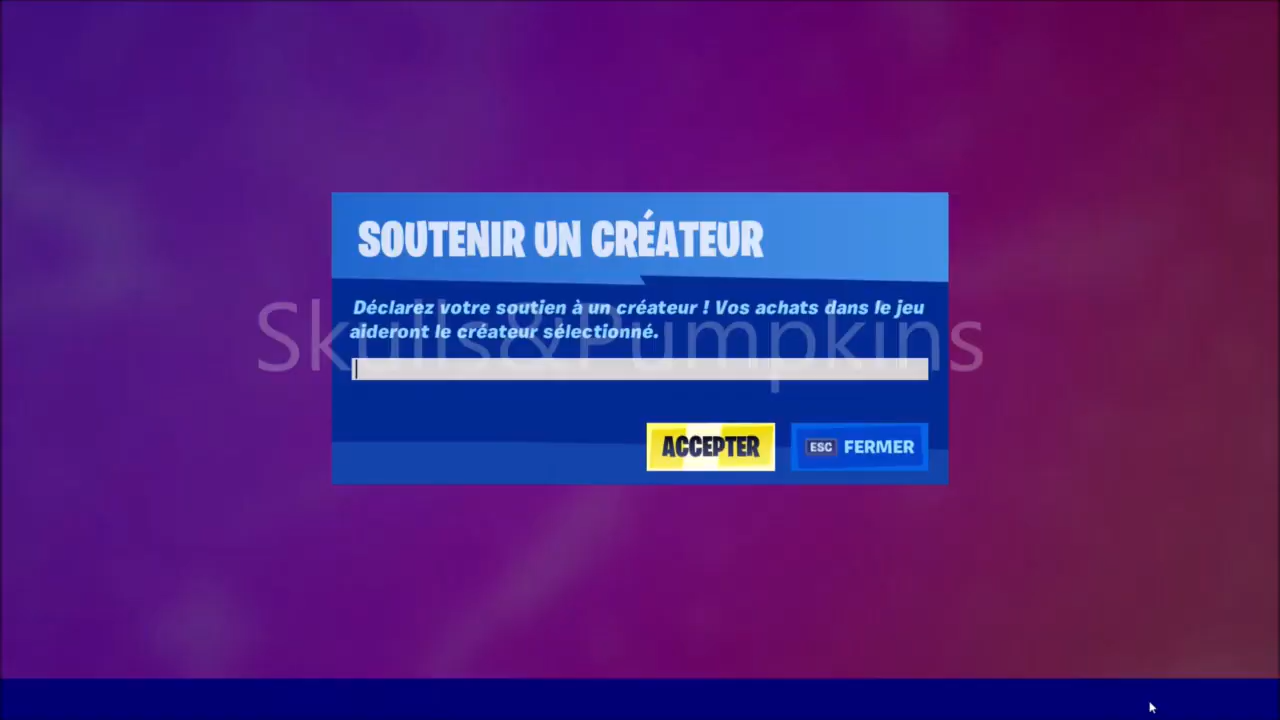 SOUTENIR UN CRÉATEUR
Déclarez votre soutien à un créateur ! Vos achats dans le jeu
aideront le créateur sélectionné.
Skulls&Pumpkins
ACCEPTER
ESC FERMER